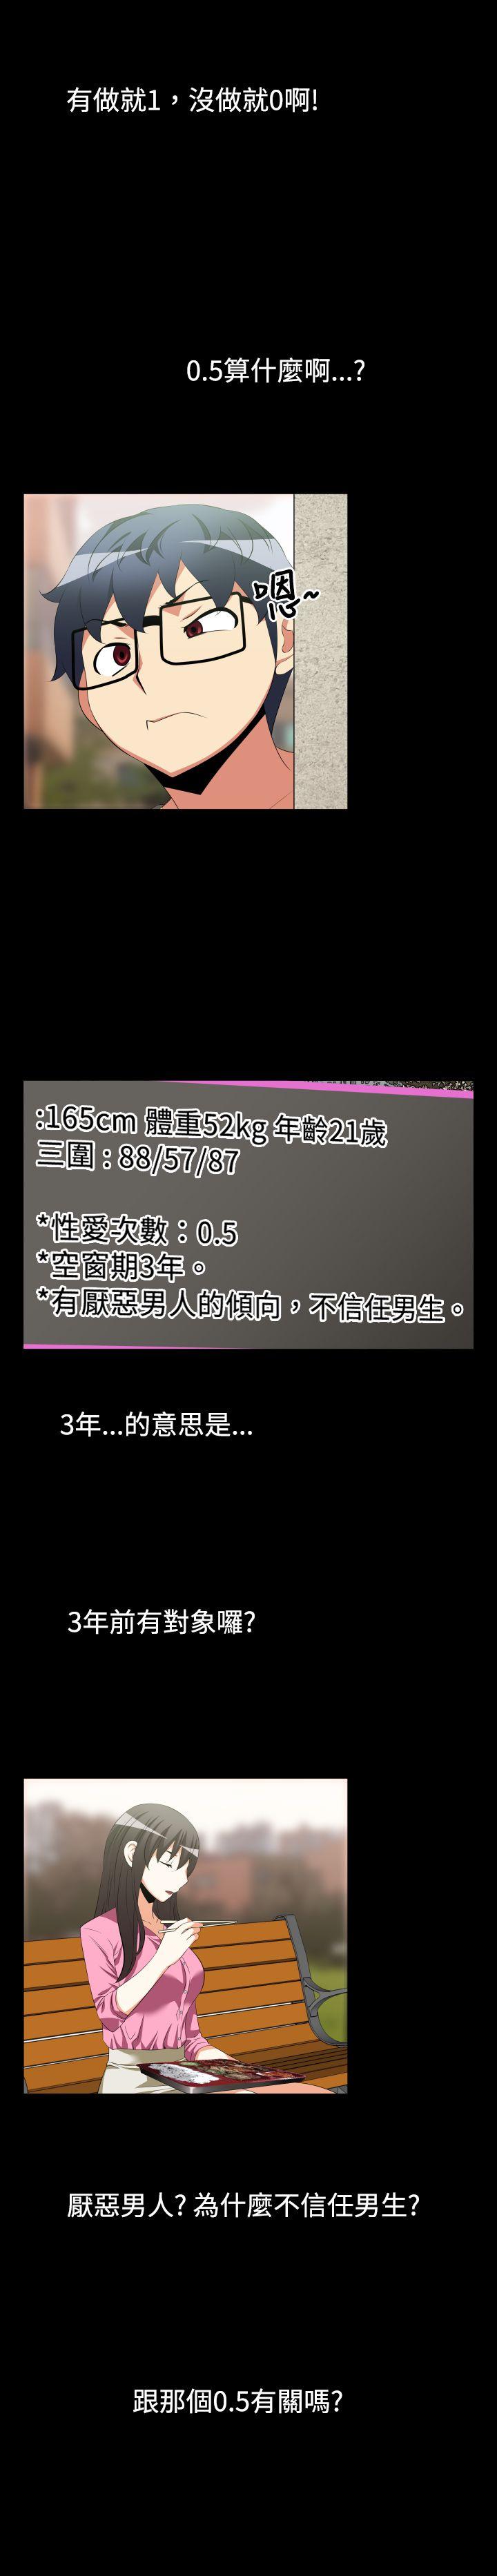 有做就1，沒做就0啊!
0.5算什麼啊...?
嗯~
:165cm 體重52kg 年齡21歲
三圍：88/57/87
*性愛次數：0.5
*空窗期3年。
*有厭惡男人的傾向，不信任男生。
3年...的意思是...
3年前有對象囉?
厭惡男人? 為什麼不信任男生?
跟那個0.5有關嗎?